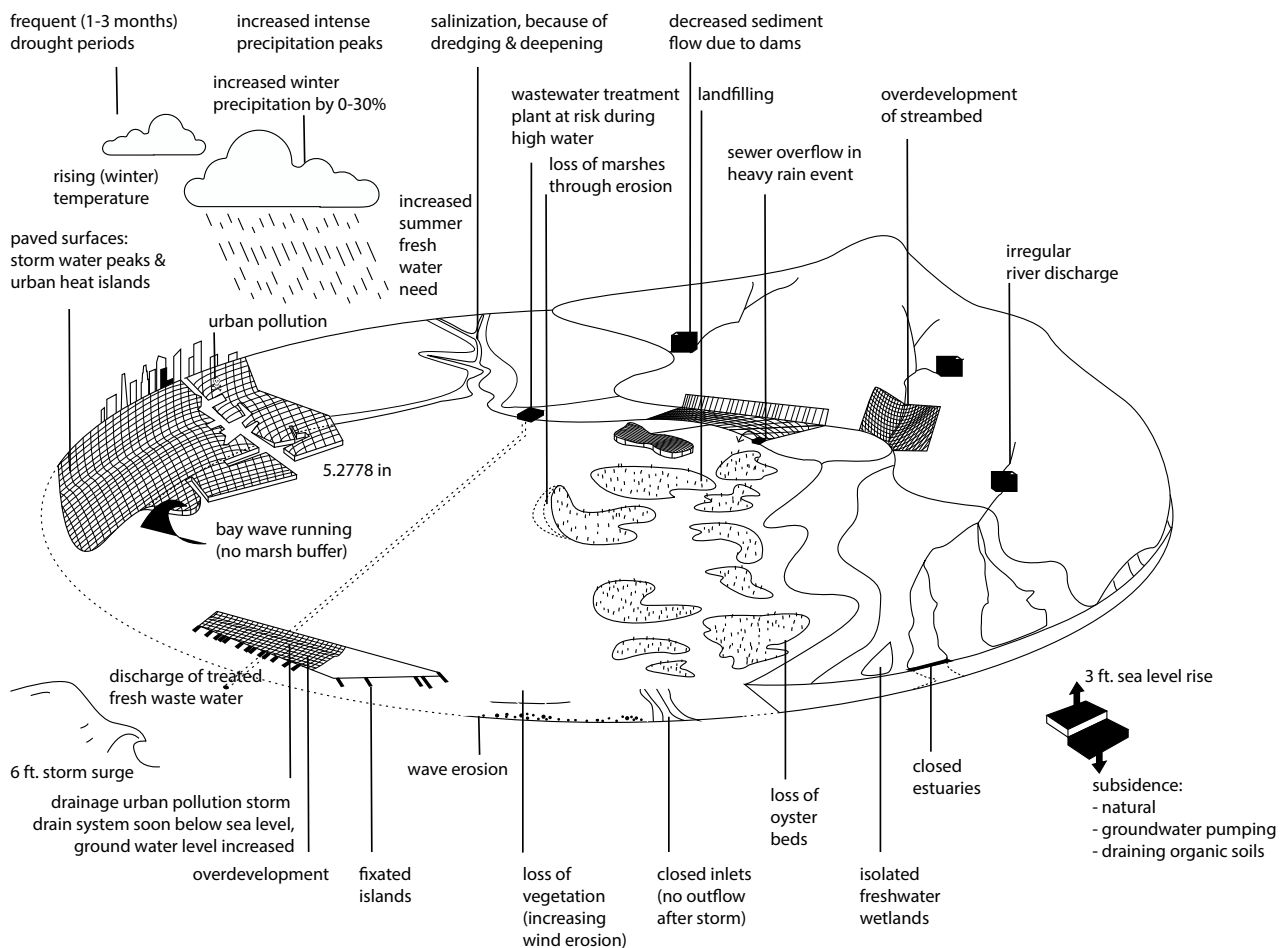 frequent (1-3 months)
drought periods
increased intense
precipitation peaks
salinization, because of
dredging & deepening
decreased sediment
flow due to dams
increased winter
precipitation by 0-30%
wastewater treatment
plant at risk during
high water
landfilling
overdevelopment
of streambed
sewer overflow in
heavy rain event
loss of marshes
through erosion
rising (winter)
temperature
increased
summer
fresh
water
need
paved surfaces:
storm water peaks &
urban heat islands
irregular
river discharge
urban pollution
5.2778 in
bay wave running
(no marsh buffer)
discharge of treated
fresh waste water
3 ft. sea level rise
6 ft. storm surge
wave erosion
closed
estuaries
subsidence:
- natural
- groundwater pumping
- draining organic soils
drainage urban pollution storm
drain system soon below sea level,
ground water level increased
loss of
oyster
beds
overdevelopment
fixated
islands
loss of
vegetation
(increasing
wind erosion)
closed inlets
(no outflow
after storm)
isolated
freshwater
wetlands